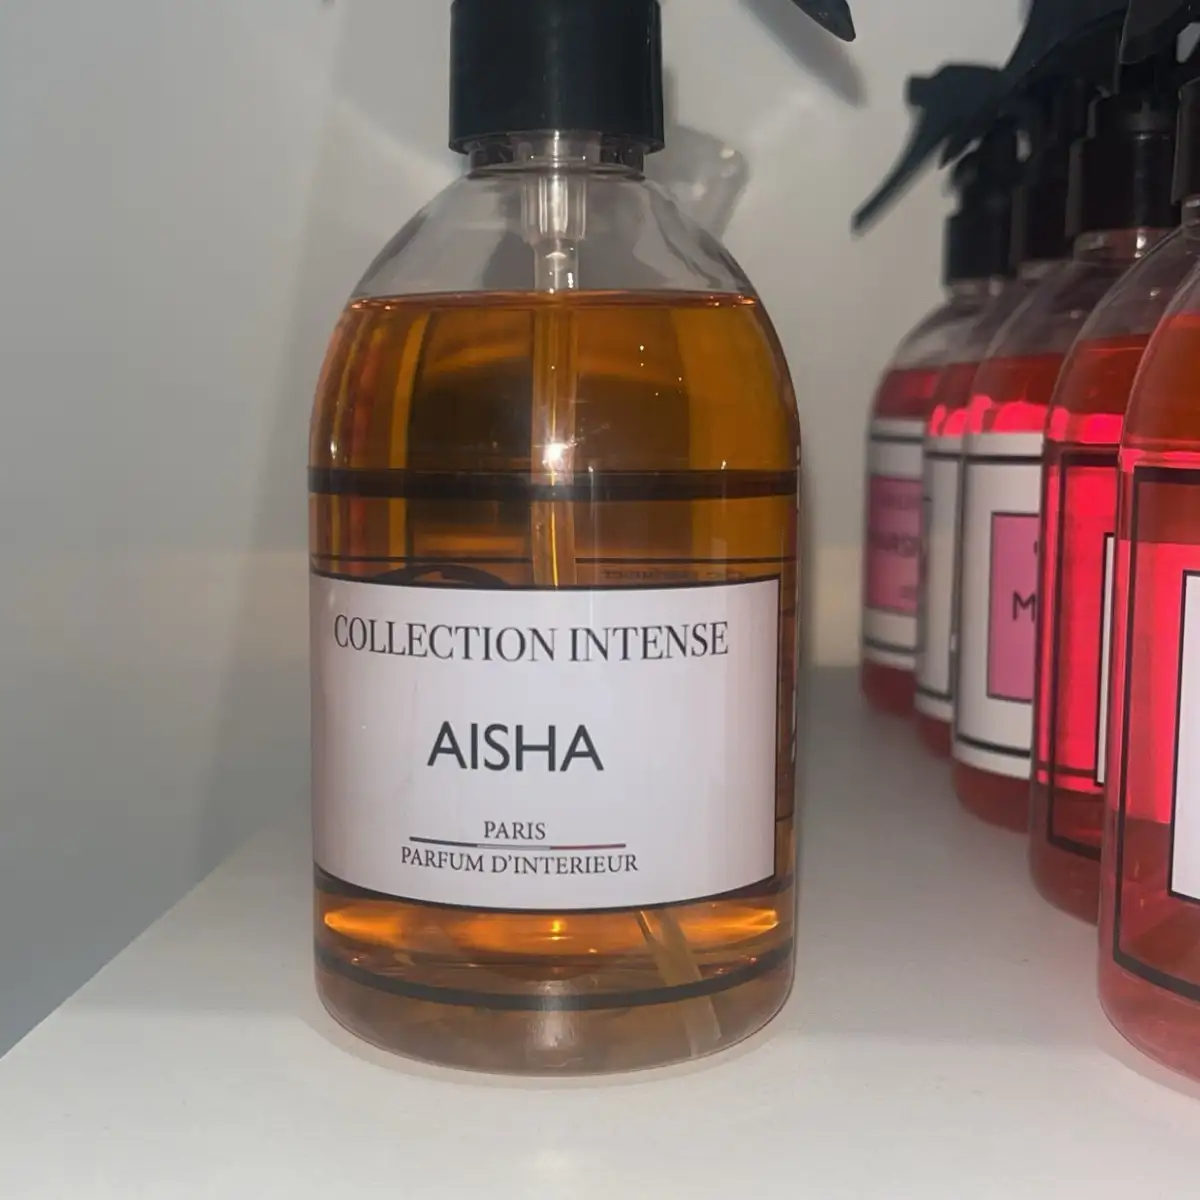 COLLECTION INTENSE
AISHA
PARIS
PARFUM D'INTERIEUR